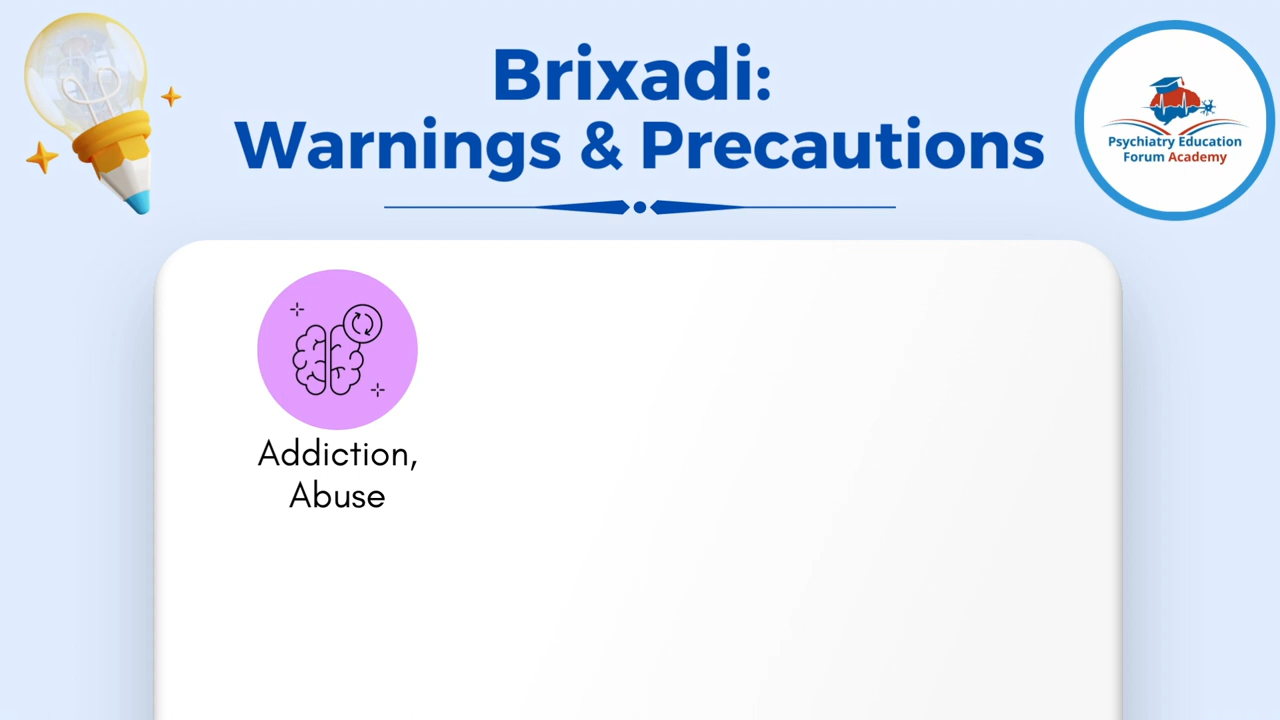 Brixadi:
Warnings & Precautions
Psychiatry Education
Forum Academy
Addiction,
Abuse